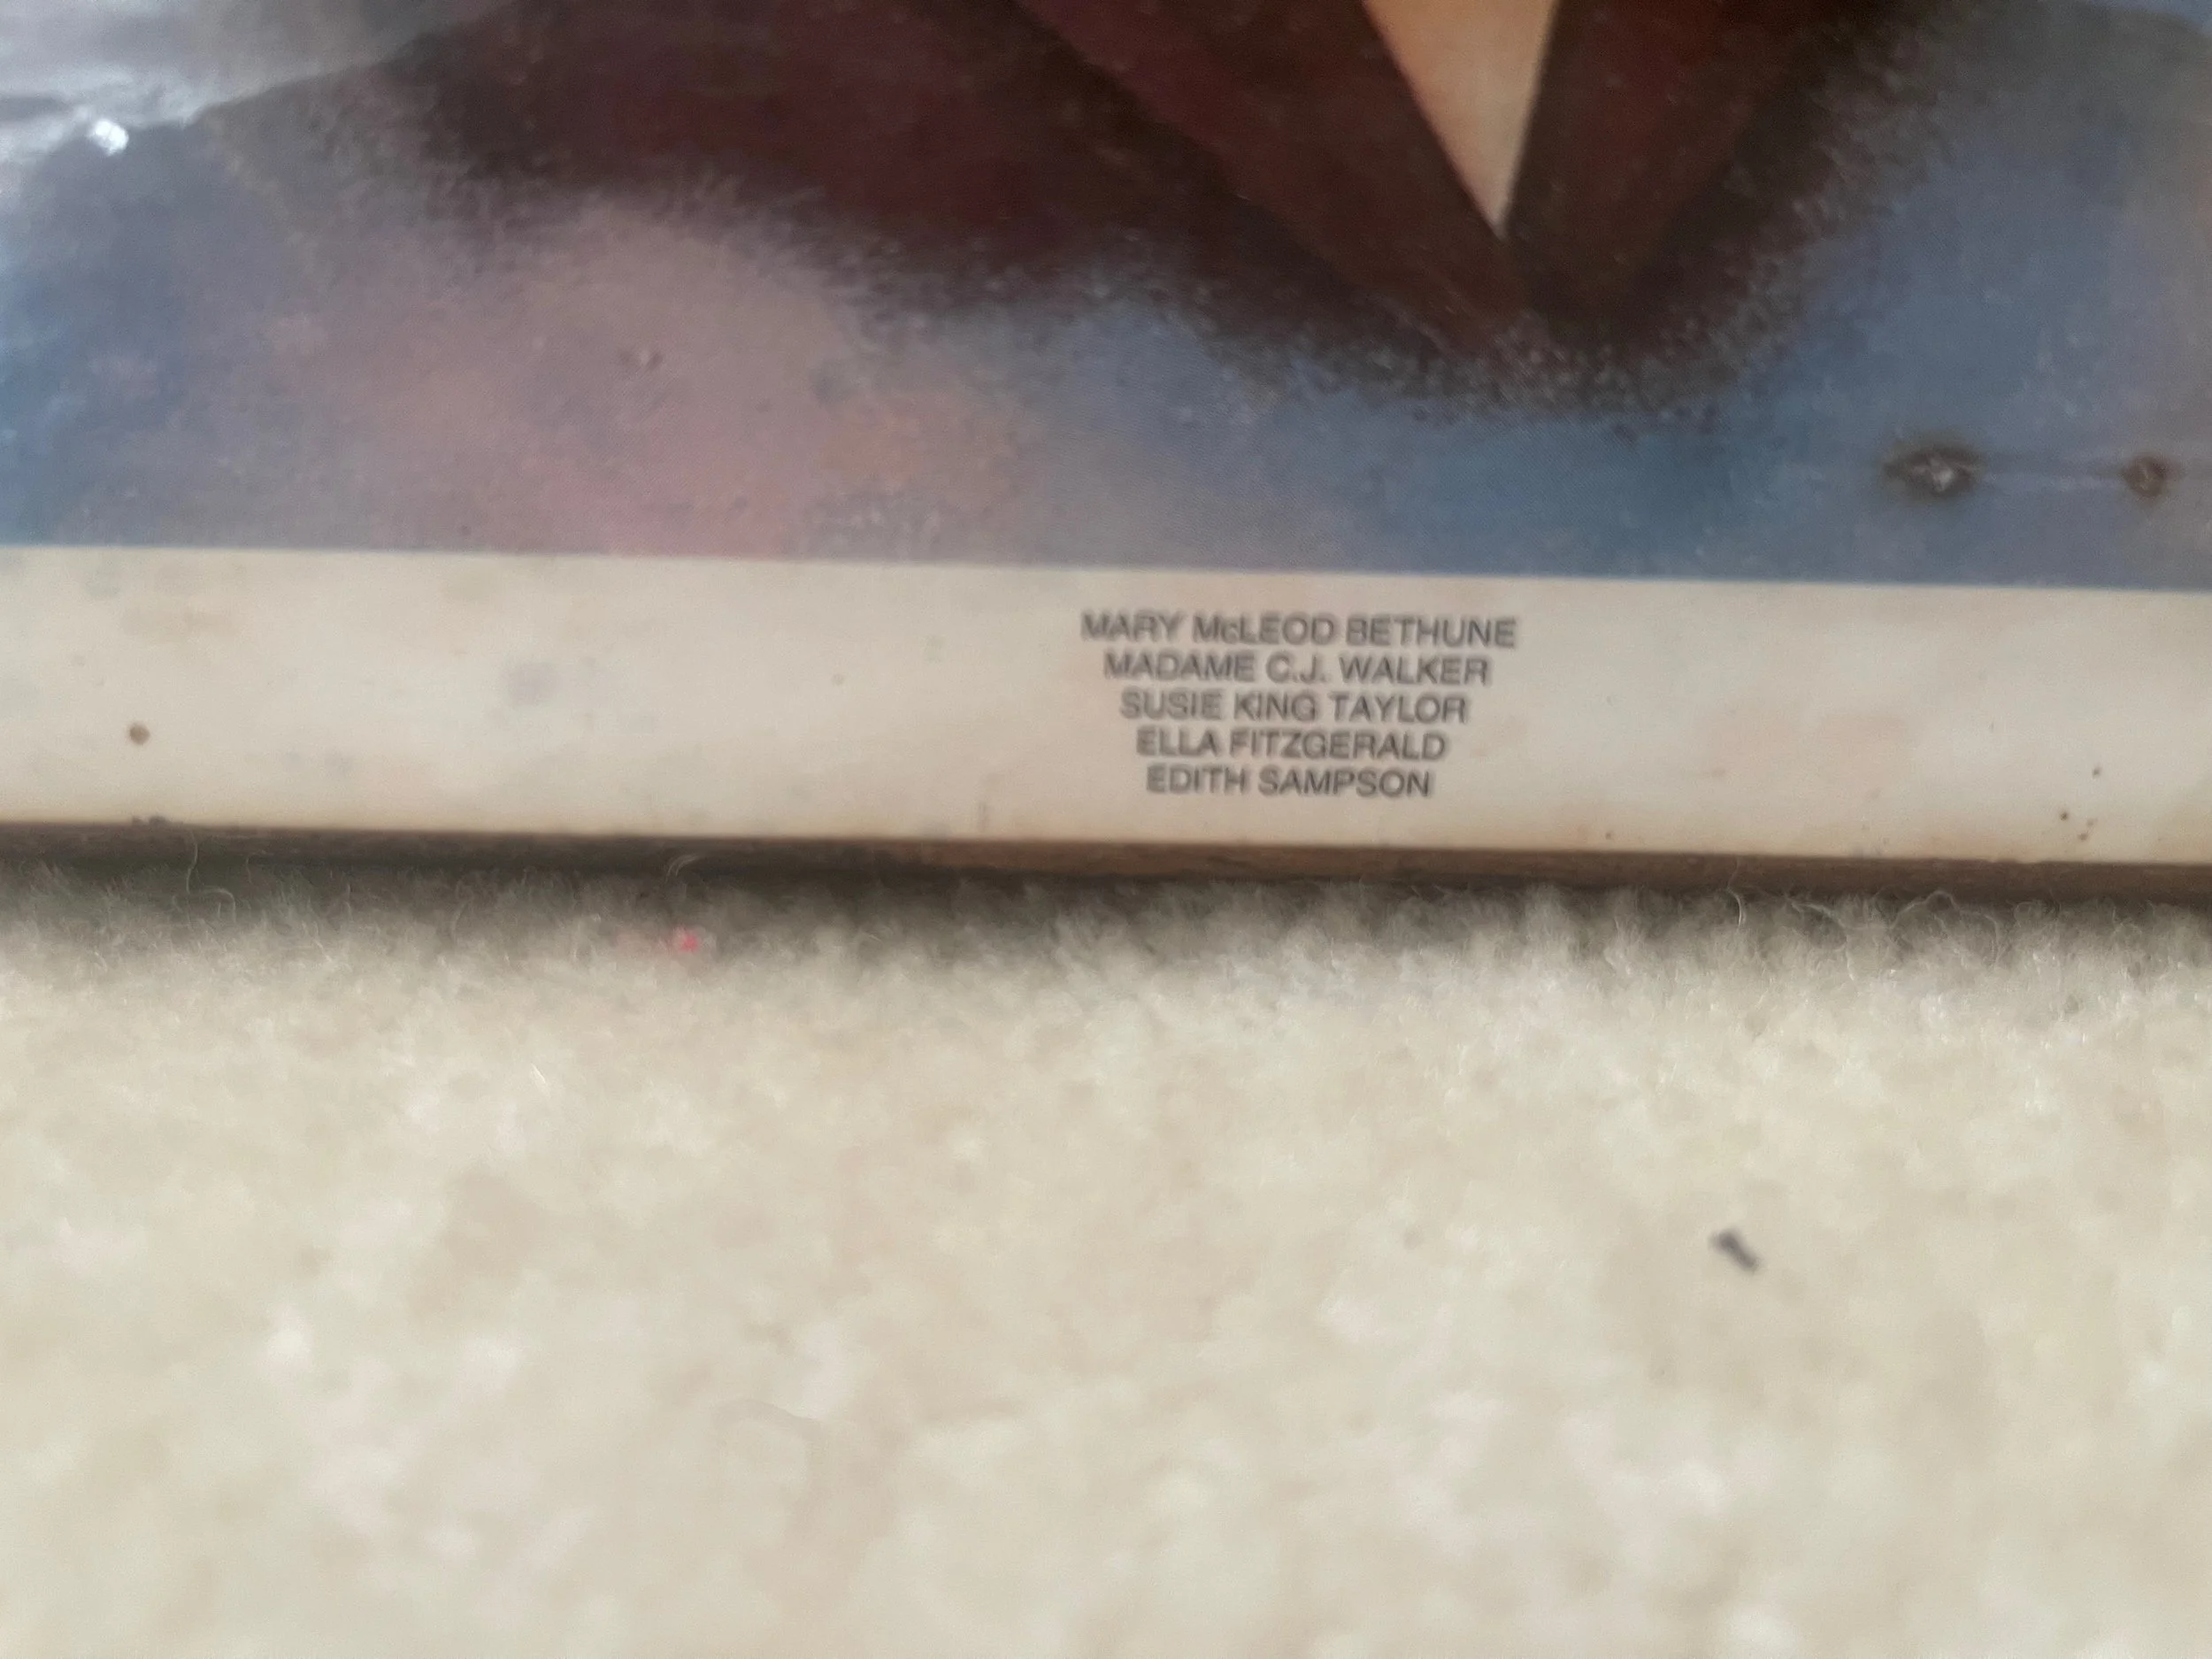 MARY McLEOD BETHUNE
MADAME C.J. WALKER
SUSIE KING TAYLOR
ELLA FITZGERALD
EDITH SAMPSON